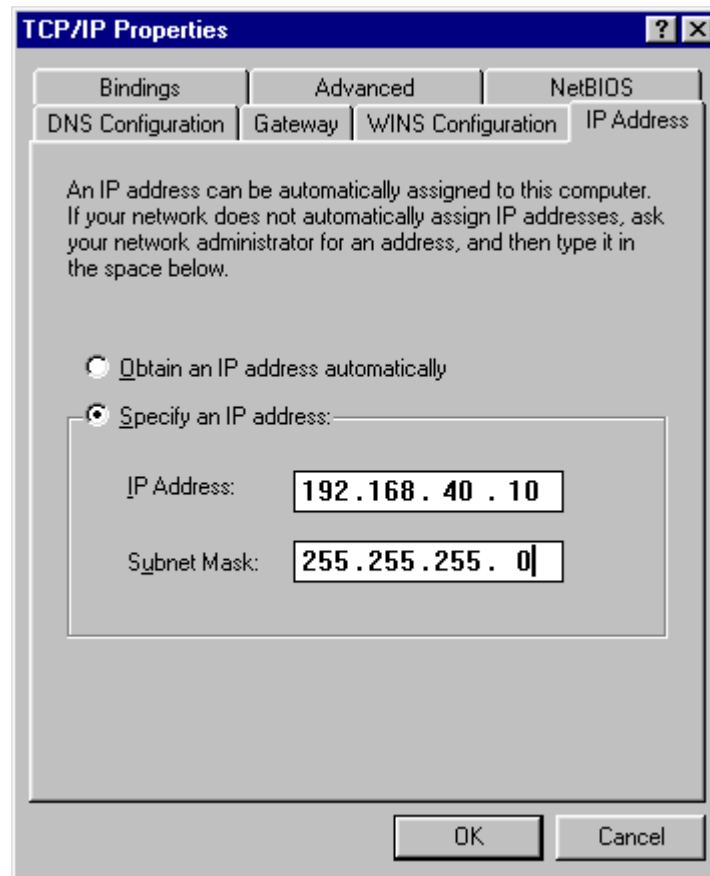 TCP/IP Properties
Bindings Advanced NetBIOS
DNS Configuration Gateway WINS Configuration IP Address
An IP address can be automatically assigned to this computer.
If your network does not automatically assign IP addresses, ask
your network administrator for an address, and then type it in
the space below.
Obtain an IP address automatically
Specify an IP address:
IP Address: 192.168. 40 . 10
Subnet Mask: 255.255.255. 0
OK Cancel